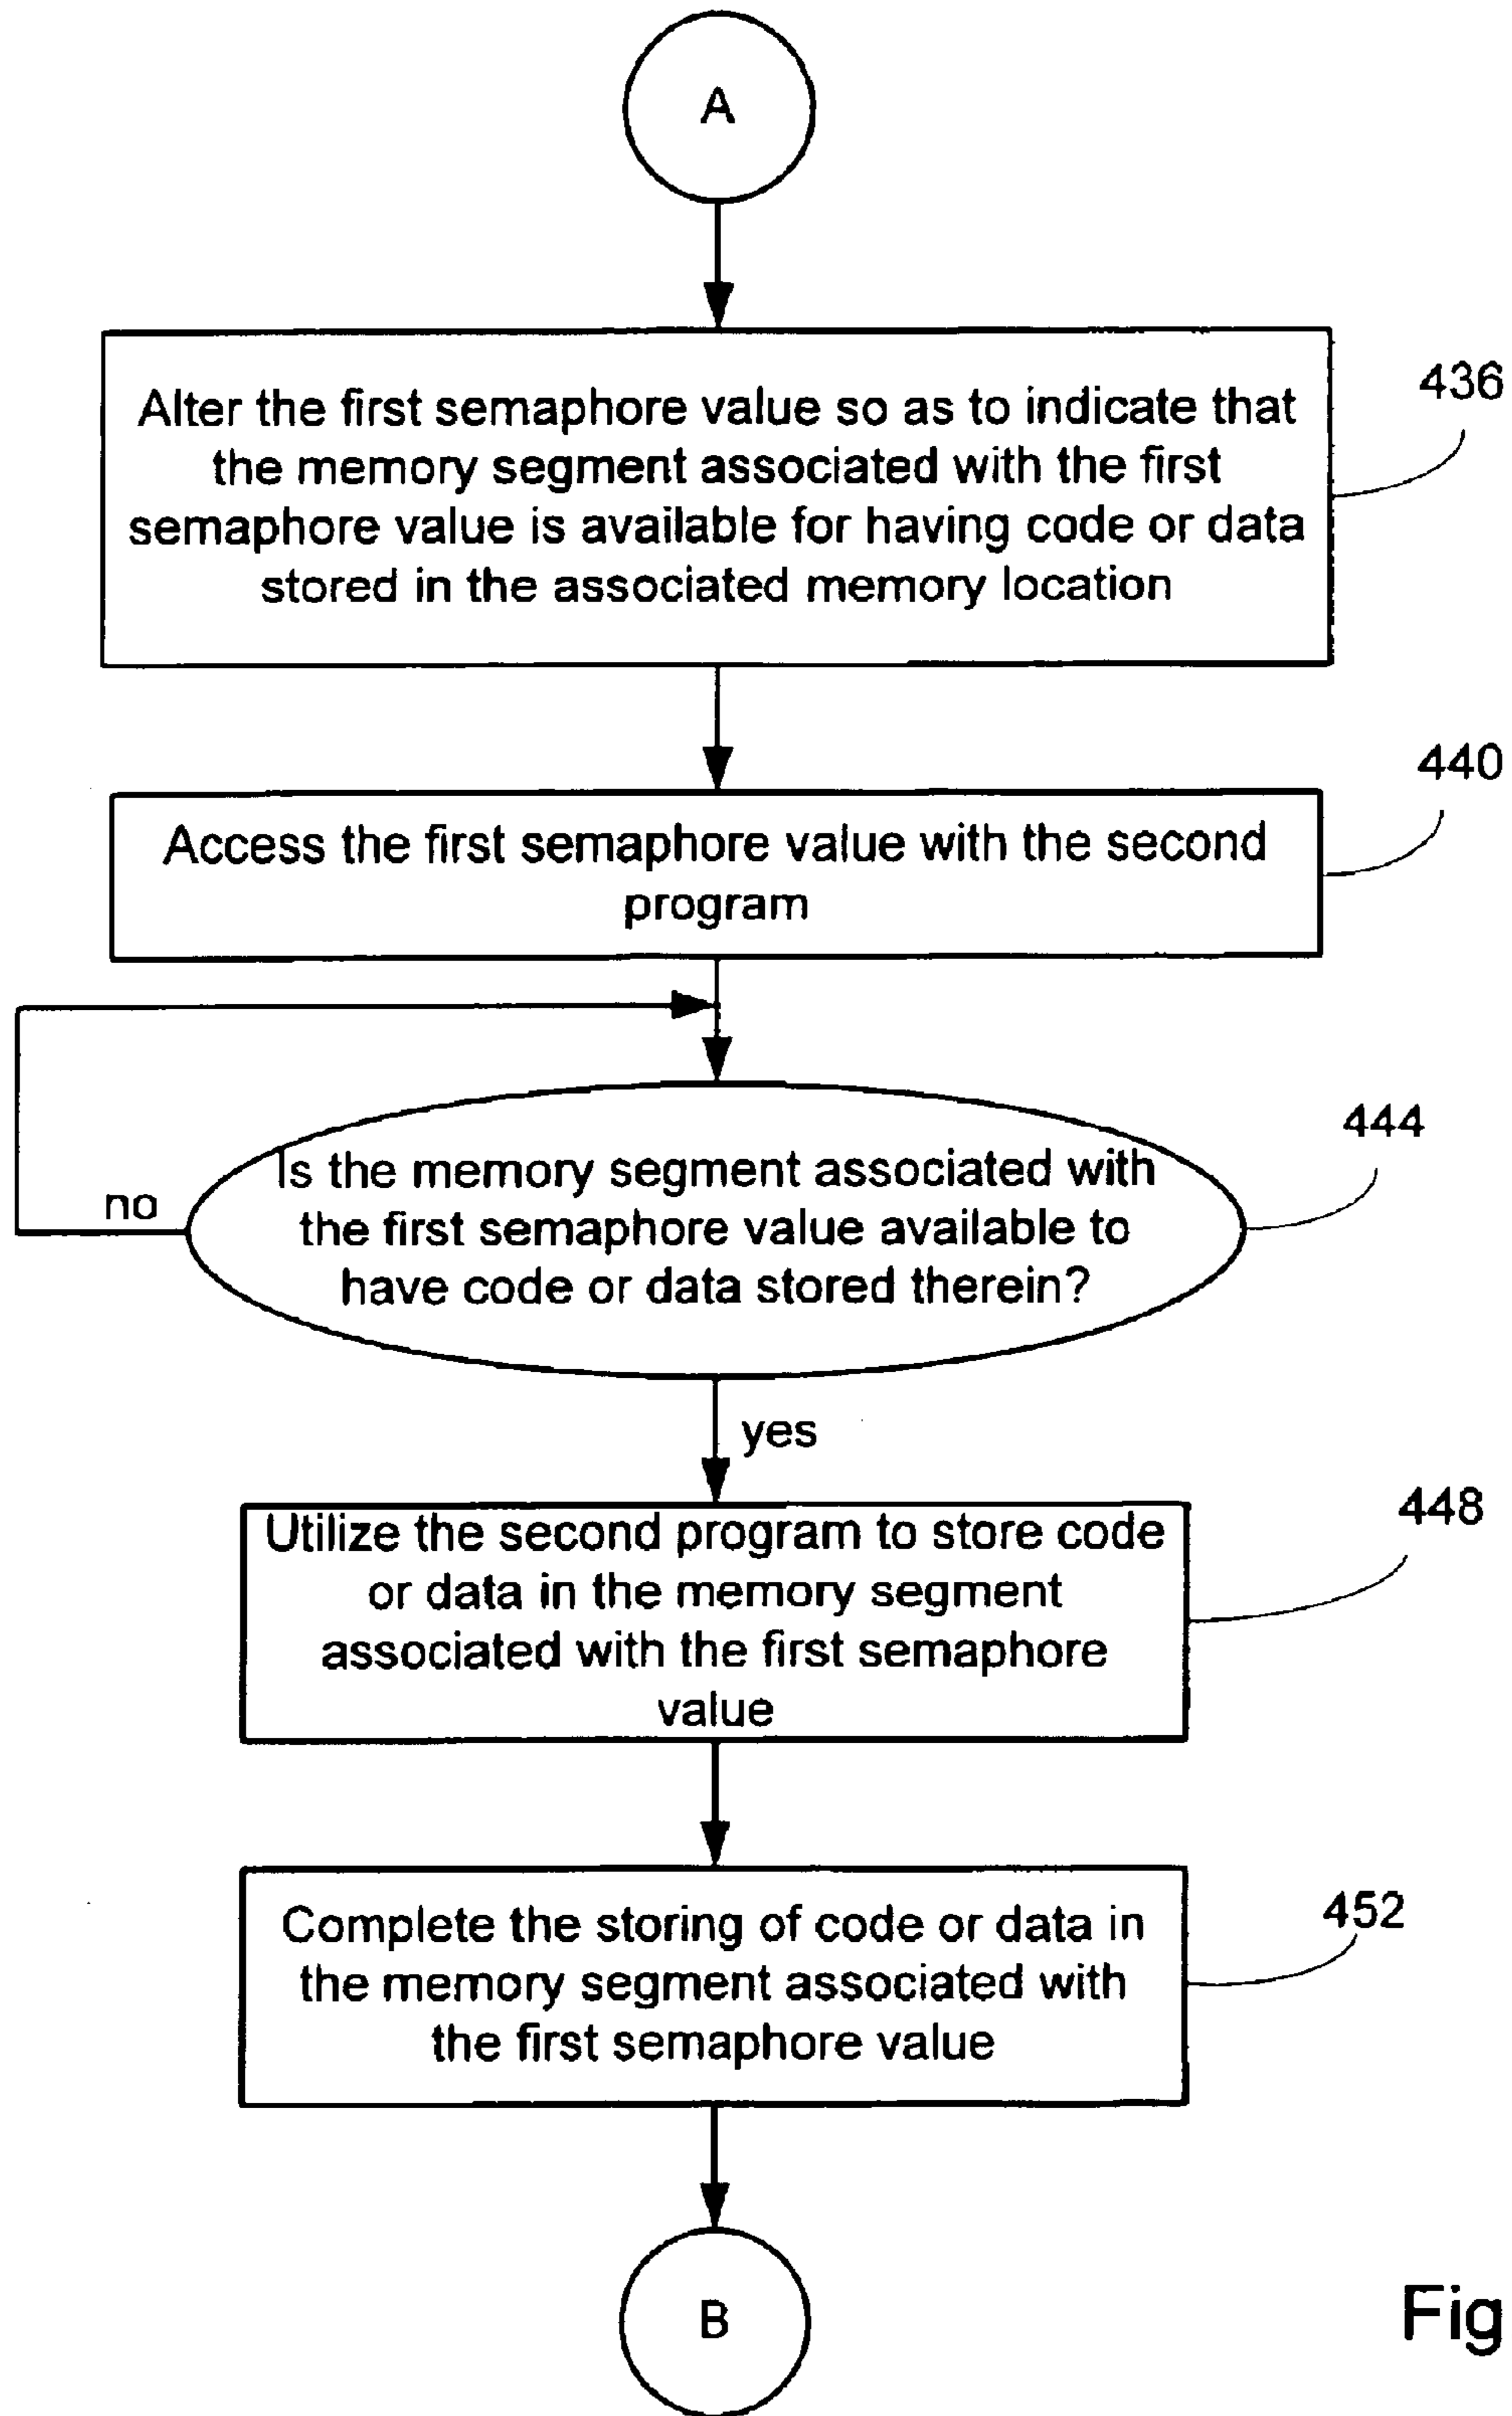 A
Alter the first semaphore value so as to indicate that
the memory segment associated with the first
semaphore value is available for having code or data
stored in the associated memory location
436
Access the first semaphore value with the second
program
440
Is the memory segment associated with
the first semaphore value available to
have code or data stored therein?
444
no
yes
Utilize the second program to store code
or data in the memory segment
associated with the first semaphore
value
448
Complete the storing of code or data in
the memory segment associated with
the first semaphore value
452
B
Fig